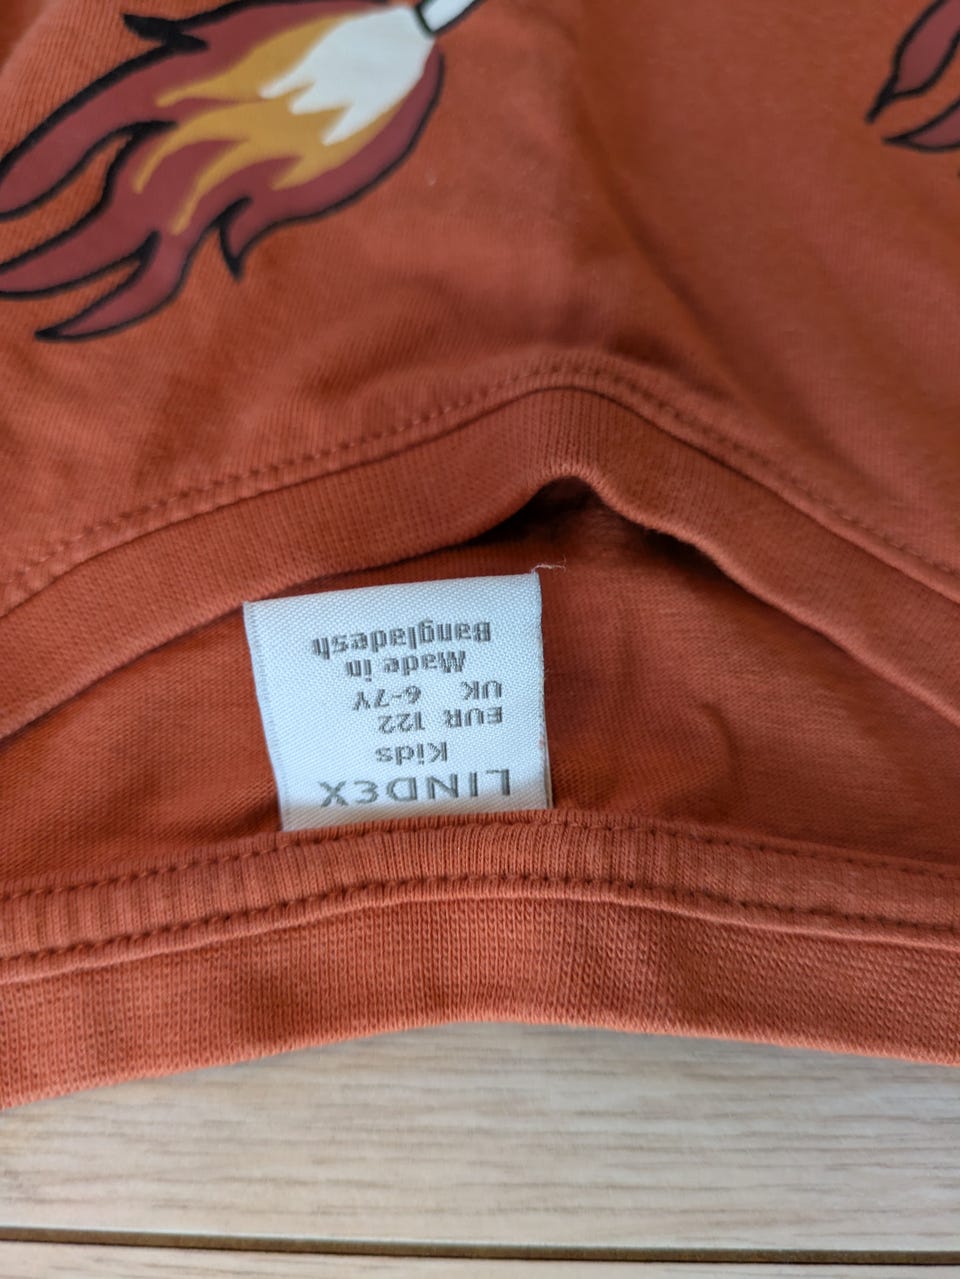 LINDEX
Kids
EUR 122
UK 6-7Y
Made in
Bangladesh